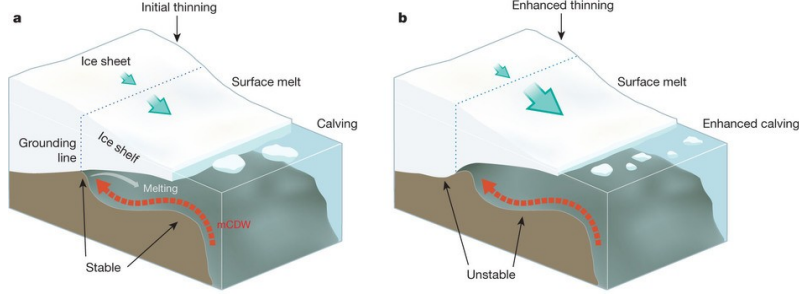 a
Initial thinning
Ice sheet
Surface melt
Calving
Grounding
line
Ice shelf
Melting
mCDW
Stable
b
Enhanced thinning
Surface melt
Enhanced calving
Unstable